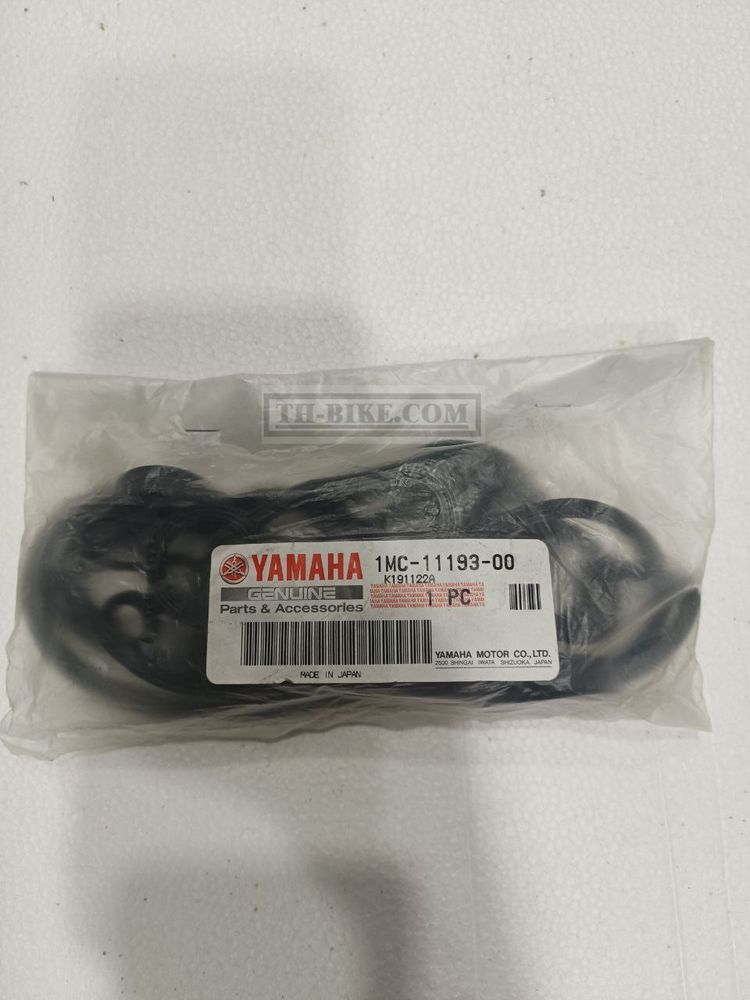 TH-BIKE.COM
YAMAHA
GENUINE
Parts & Accessories
1MC-11193-00
K191122A
1 PC
YAMAHA MOTOR CO.,LTD.
2500 SHINGAI IWATA SHIZUOKA JAPAN
MADE IN JAPAN